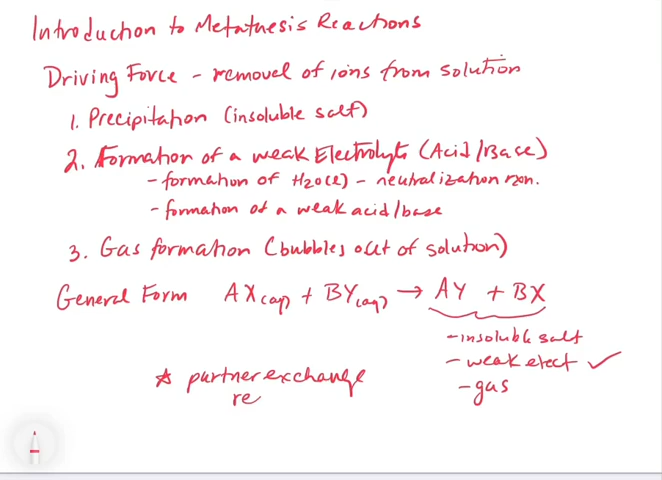 Introduction to Metathesis Reactions
Driving Force - removal of ions from solution
1. Precipitation (insoluble salt)
2. Formation of a weak Electrolyte (Acid/Base)
- formation of H2O(l) - neutralization rxn.
- formation of a weak acid/base
3. Gas formation (bubbles out of solution)
General Form AX(aq) + BY(aq) → AY + BX
- insoluble salt
- weak elect ✓
- gas
* partner exchange
re